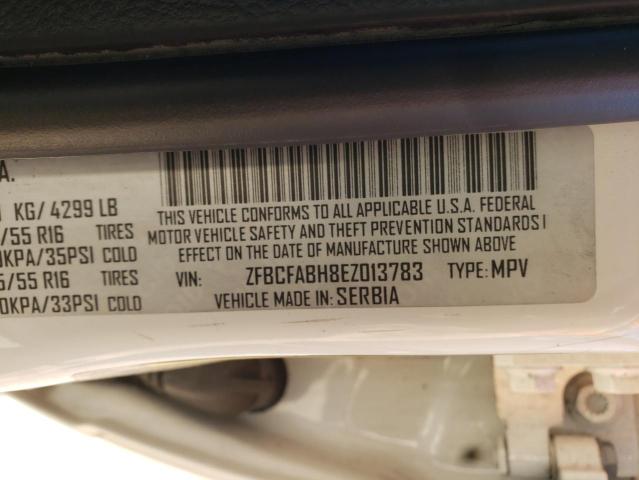 A.
KG/ 4299 LB
/55 R16 TIRES
KPA/35PSI COLD
/55 R16 TIRES
0KPA/33PSI COLD
THIS VEHICLE CONFORMS TO ALL APPLICABLE U.S.A. FEDERAL
MOTOR VEHICLE SAFETY AND THEFT PREVENTION STANDARDS I
EFFECT ON THE DATE OF MANUFACTURE SHOWN ABOVE
VIN: ZFBCFABH8EZ013783 TYPE: MPV
VEHICLE MADE IN: SERBIA